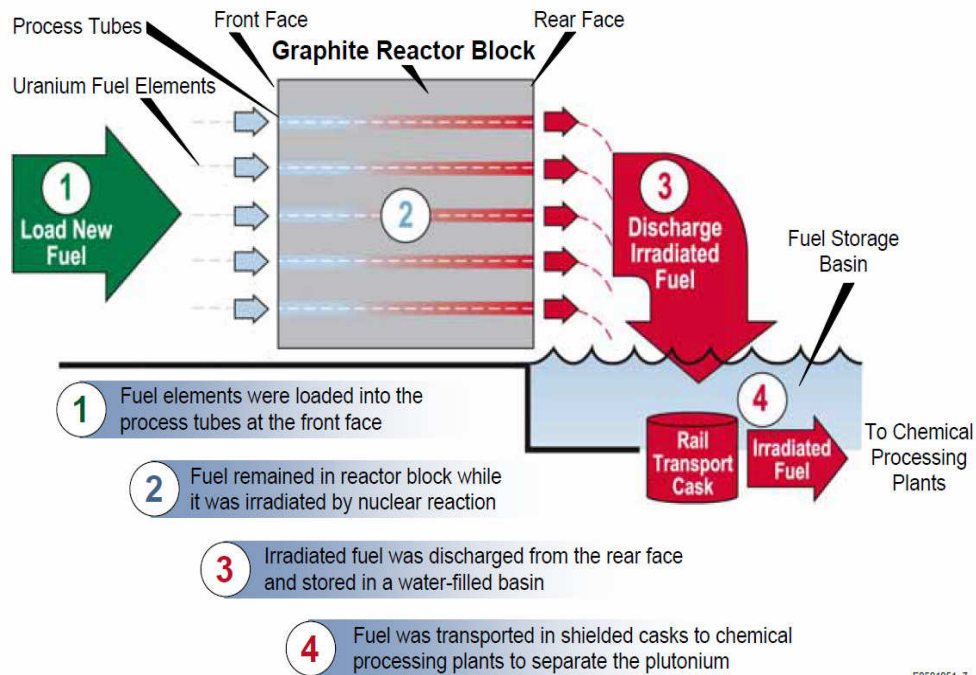 Process Tubes
Front Face
Rear Face
Graphite Reactor Block
Uranium Fuel Elements
1
Load New
Fuel
2
3
Discharge
Irradiated
Fuel
Fuel Storage
Basin
4
Rail
Transport
Cask
Irradiated
Fuel
To Chemical
Processing
Plants
1
Fuel elements were loaded into the
process tubes at the front face
2
Fuel remained in reactor block while
it was irradiated by nuclear reaction
3
Irradiated fuel was discharged from the rear face
and stored in a water-filled basin
4
Fuel was transported in shielded casks to chemical
processing plants to separate the plutonium